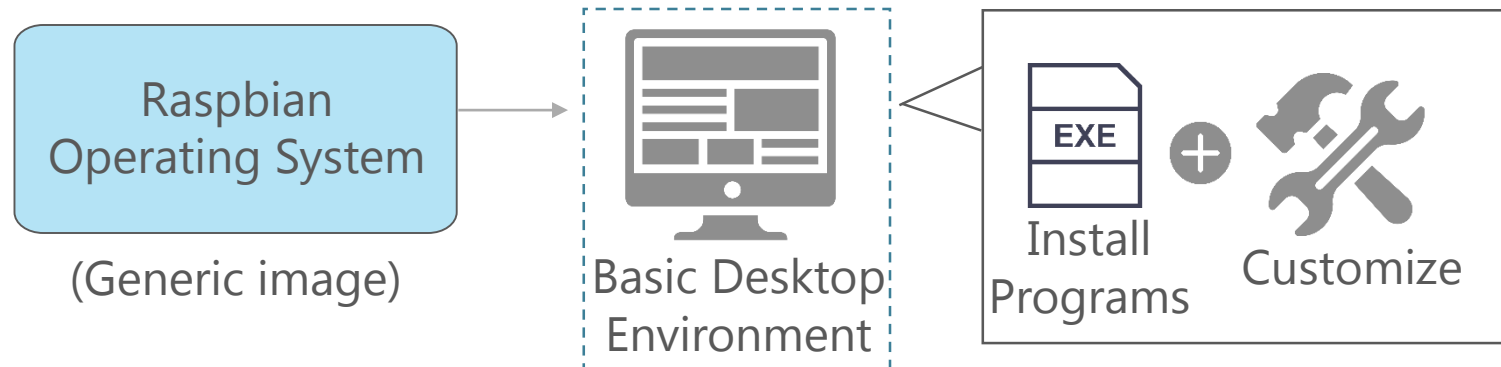 Raspbian
Operating System
(Generic image)
Basic Desktop
Environment
EXE
Install
Programs
Customize